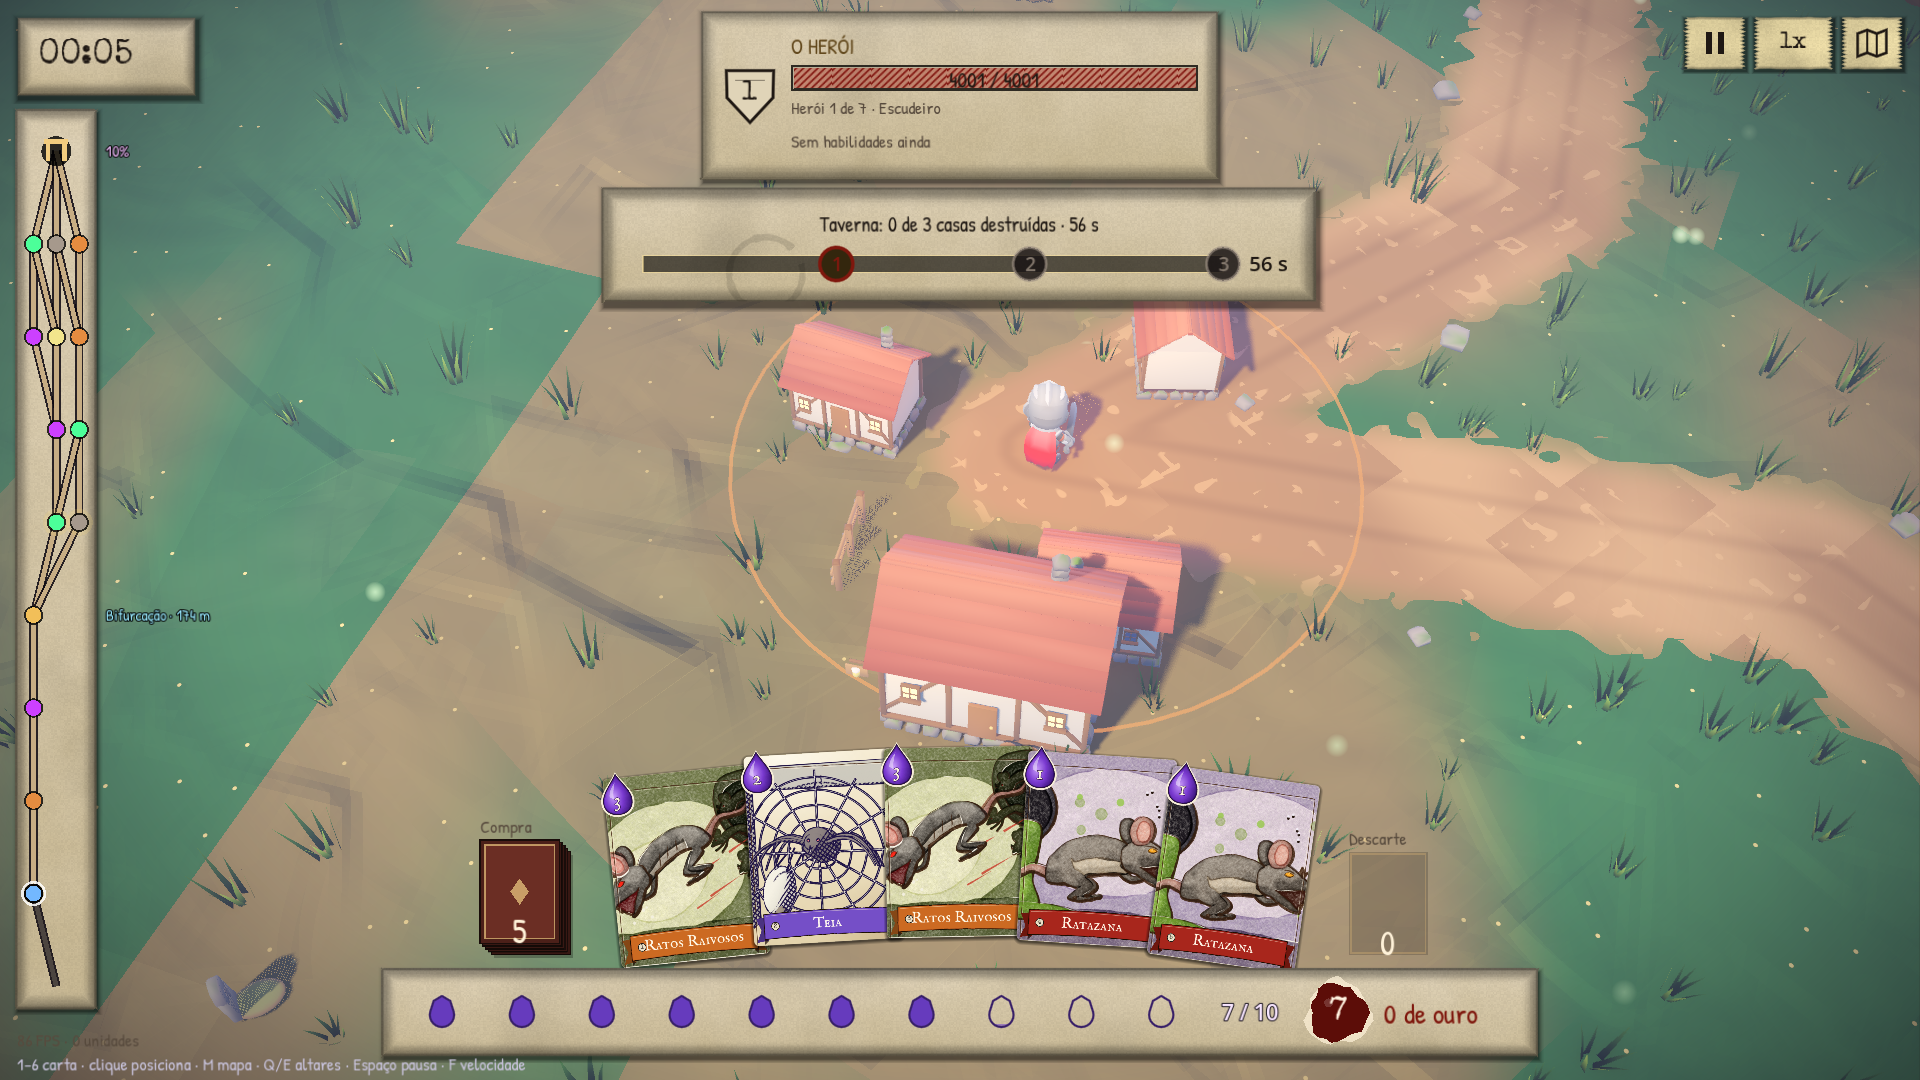 00:05
O HERÓI
1
4001 / 4001
Herói 1 de 7 · Escudeiro
Sem habilidades ainda
1x
Taverna: 0 de 3 casas destruídas · 56 s
1
2
3
56 s
10%
Bifurcação · 174 m
Compra
5
3
Ratos Raivosos
2
Teia
3
Ratos Raivosos
1
Ratazana
1
Ratazana
Descarte
0
7 / 10
7
0 de ouro
FPS · 0 unidades
1-6 carta · clique posiciona · M mapa · Q/E altares · Espaço pausa · F velocidade